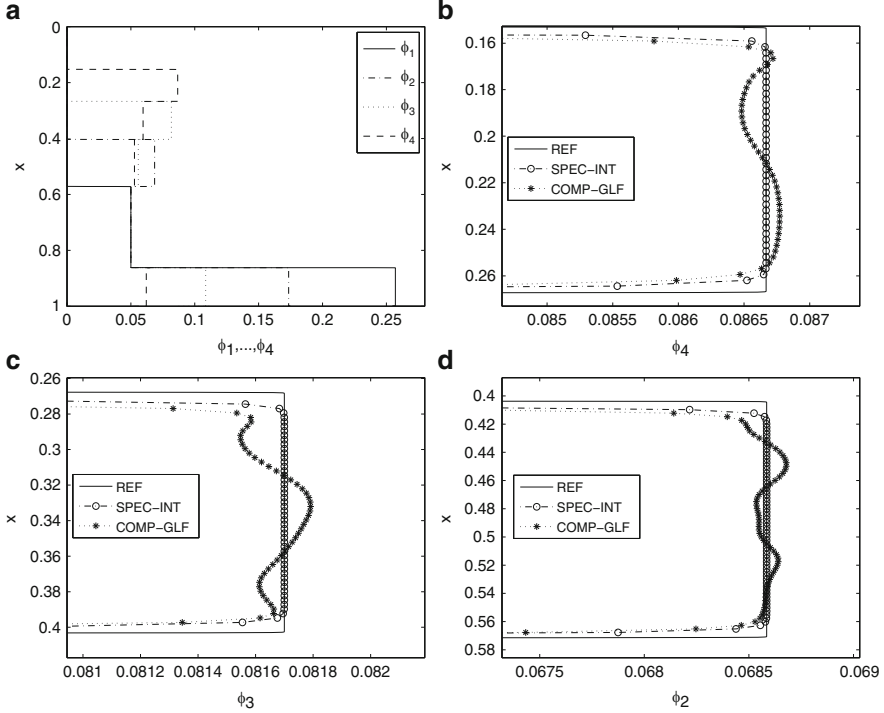 a
0
0.2
0.4
0.6
0.8
1
x
0 0.05 0.1 0.15 0.2 0.25
ϕ1,...,ϕ4
ϕ1
ϕ2
ϕ3
ϕ4
b
0.16
0.18
0.2
0.22
0.24
0.26
x
0.085 0.0855 0.086 0.0865 0.087
ϕ4
REF
SPEC-INT
COMP-GLF
c
0.26
0.28
0.3
0.32
0.34
0.36
0.38
0.4
x
0.081 0.0812 0.0814 0.0816 0.0818 0.082
ϕ3
REF
SPEC-INT
COMP-GLF
d
0.4
0.42
0.44
0.46
0.48
0.5
0.52
0.54
0.56
0.58
x
0.0675 0.068 0.0685 0.069
ϕ2
REF
SPEC-INT
COMP-GLF